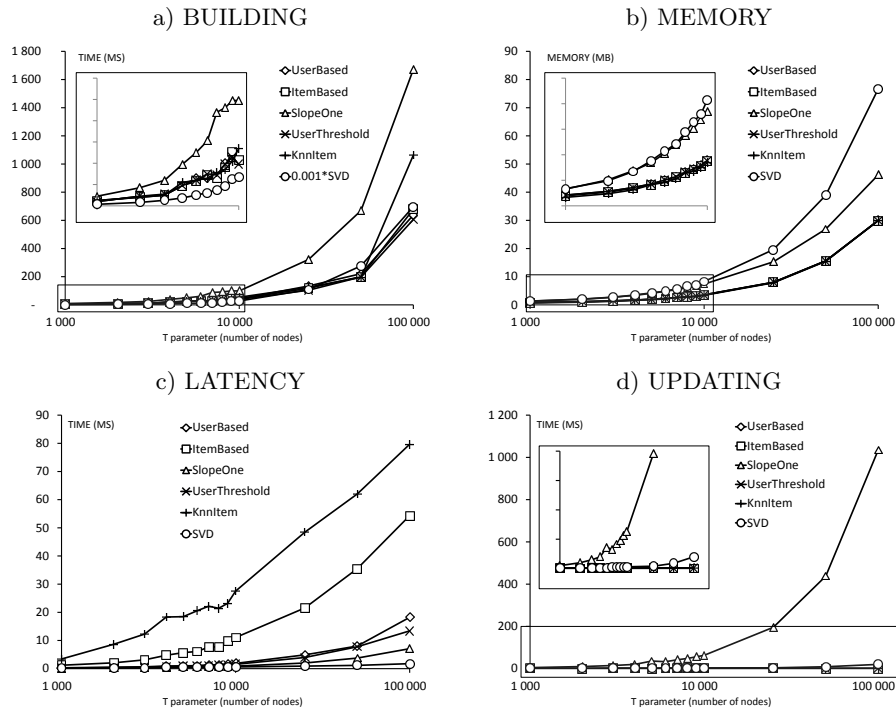 a) BUILDING
1 800
1 600
1 400
1 200
1 000
800
600
400
200
-
TIME (MS)
UserBased
ItemBased
SlopeOne
UserThreshold
KnnItem
0.001*SVD
1 000
10 000
100 000
T parameter (number of nodes)
b) MEMORY
90
80
70
60
50
40
30
20
10
0
MEMORY (MB)
UserBased
ItemBased
SlopeOne
UserThreshold
KnnItem
SVD
1 000
10 000
100 000
T parameter (number of nodes)
c) LATENCY
90
80
70
60
50
40
30
20
10
0
TIME (MS)
UserBased
ItemBased
SlopeOne
UserThreshold
KnnItem
SVD
1 000
10 000
100 000
T parameter (number of nodes)
d) UPDATING
1 200
1 000
800
600
400
200
0
TIME (MS)
UserBased
ItemBased
SlopeOne
UserThreshold
KnnItem
SVD
1 000
10 000
100 000
T parameter (number of nodes)